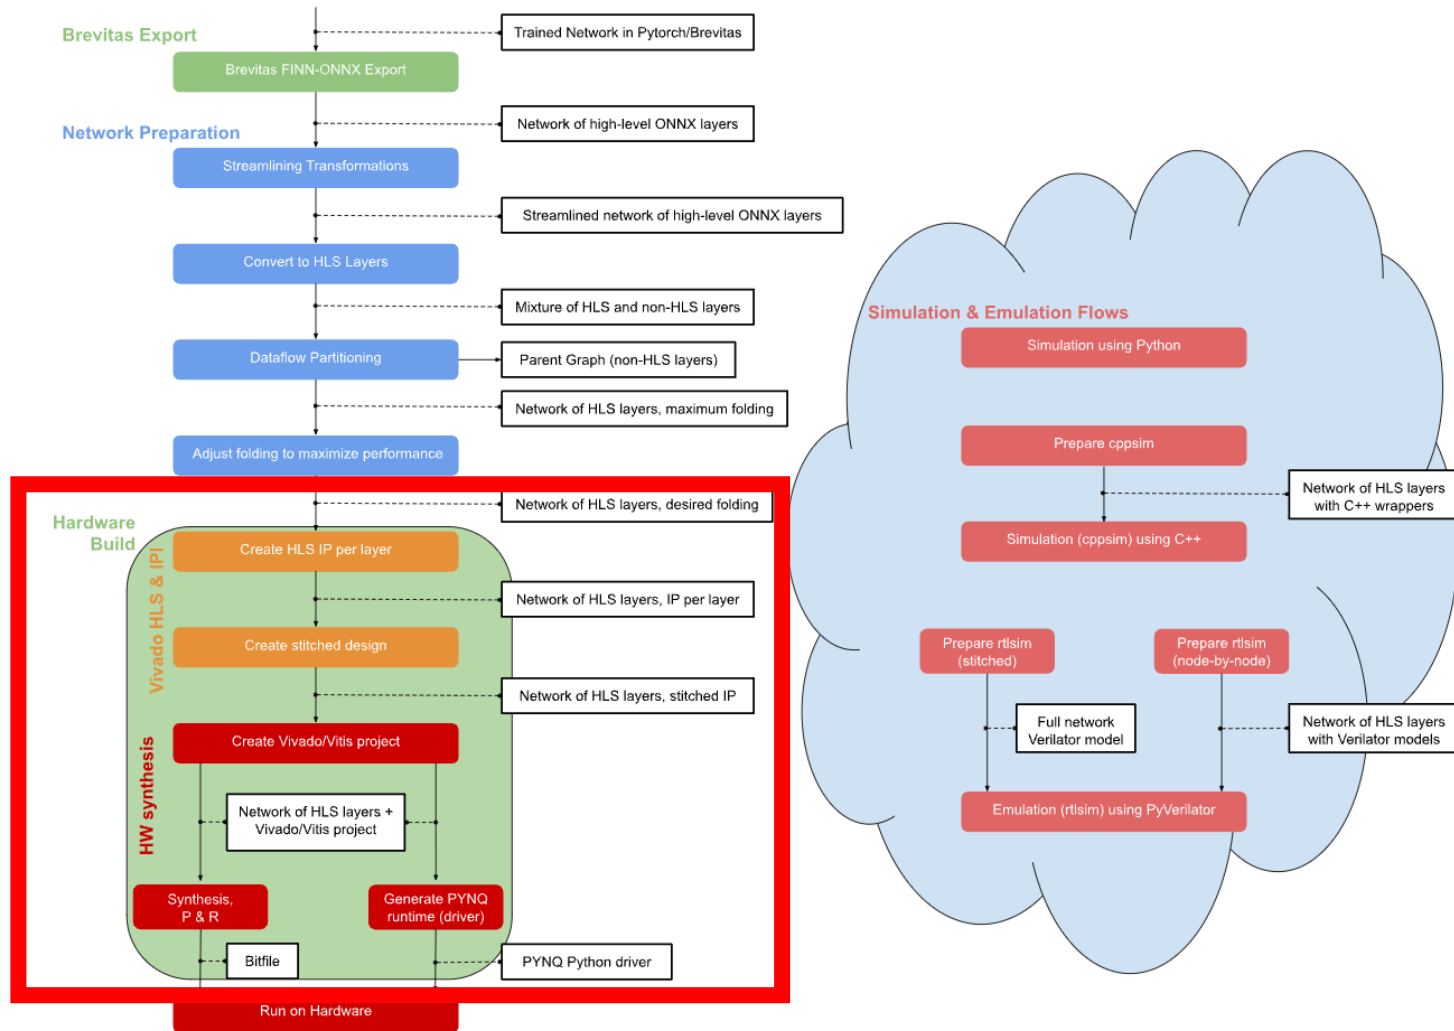 Brevitas Export
Trained Network in Pytorch/Brevitas
Brevitas FINN-ONNX Export
Network of high-level ONNX layers
Network Preparation
Streamlining Transformations
Streamlined network of high-level ONNX layers
Convert to HLS Layers
Mixture of HLS and non-HLS layers
Dataflow Partitioning
Parent Graph (non-HLS layers)
Network of HLS layers, maximum folding
Adjust folding to maximize performance
Network of HLS layers, desired folding
Hardware
Build
Vivado HLS & IPI
Create HLS IP per layer
Network of HLS layers, IP per layer
Create stitched design
Network of HLS layers, stitched IP
HW synthesis
Create Vivado/Vitis project
Network of HLS layers +
Vivado/Vitis project
Synthesis,
P & R
Generate PYNQ
runtime (driver)
Bitfile
PYNQ Python driver
Run on Hardware
Simulation & Emulation Flows
Simulation using Python
Prepare cppsim
Network of HLS layers
with C++ wrappers
Simulation (cppsim) using C++
Prepare rtlsim
(stitched)
Prepare rtlsim
(node-by-node)
Full network
Verilator model
Network of HLS layers
with Verilator models
Emulation (rtlsim) using PyVerilator